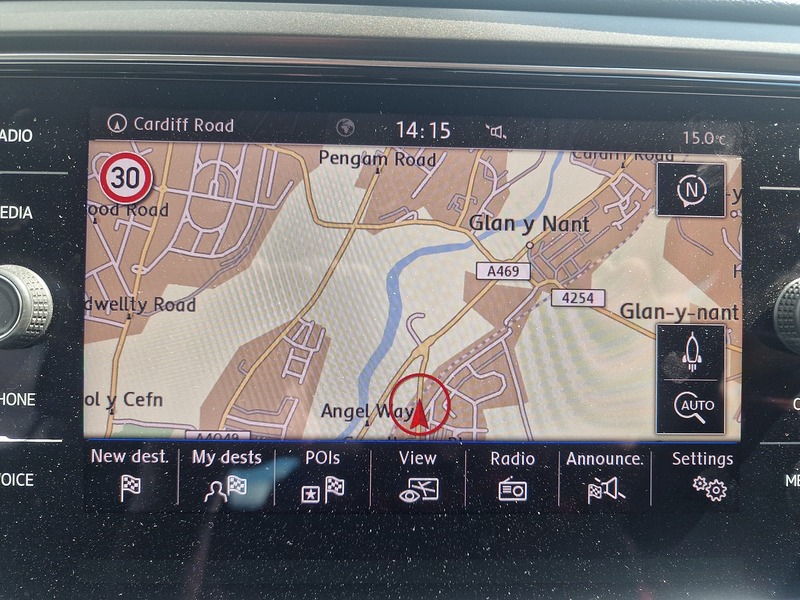 Cardiff Road
14:15
15.0°C
30
Pengam Road
Cardiff Road
N
ood Road
Glan y Nant
A469
4254
dwellty Road
Glan-y-nant
ol y Cefn
Angel Way
AUTO
A4049
New dest.
My dests
POIs
View
Radio
Announce.
Settings
ADIO
EDIA
HONE
VOICE